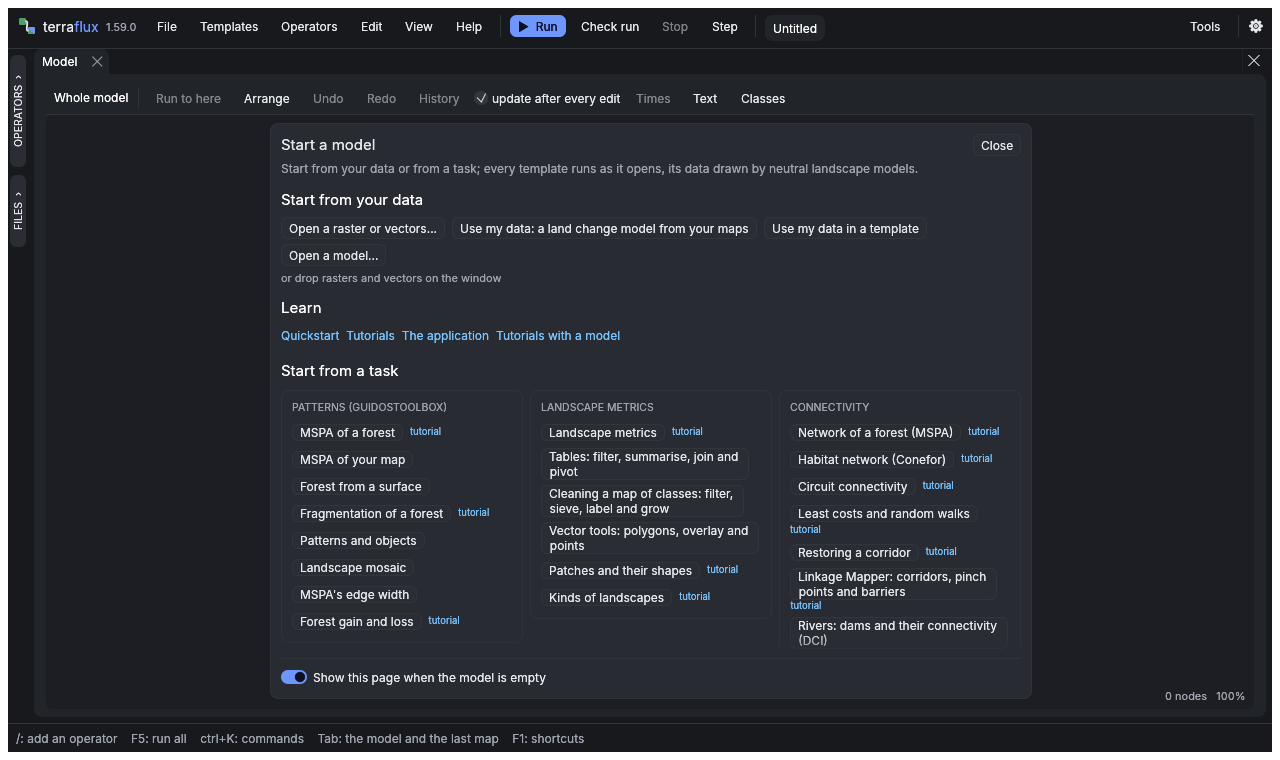 terraflux 1.59.0 File Templates Operators Edit View Help Run Check run Stop Step Untitled Tools
Model
OPERATORS
FILES
Whole model Run to here Arrange Undo Redo History update after every edit Times Text Classes
Start a model
Close
Start from your data or from a task; every template runs as it opens, its data drawn by neutral landscape models.
Start from your data
Open a raster or vectors... Use my data: a land change model from your maps Use my data in a template
Open a model...
or drop rasters and vectors on the window
Learn
Quickstart Tutorials The application Tutorials with a model
Start from a task
PATTERNS (GUIDOSTOOLBOX)
MSPA of a forest tutorial
MSPA of your map
Forest from a surface
Fragmentation of a forest tutorial
Patterns and objects
Landscape mosaic
MSPA's edge width
Forest gain and loss tutorial
LANDSCAPE METRICS
Landscape metrics tutorial
Tables: filter, summarise, join and
pivot
Cleaning a map of classes: filter,
sieve, label and grow
Vector tools: polygons, overlay and
points
Patches and their shapes tutorial
Kinds of landscapes tutorial
CONNECTIVITY
Network of a forest (MSPA) tutorial
Habitat network (Conefor) tutorial
Circuit connectivity tutorial
Least costs and random walks
tutorial
Restoring a corridor tutorial
Linkage Mapper: corridors, pinch
points and barriers
tutorial
Rivers: dams and their connectivity
(DCI)
Show this page when the model is empty
0 nodes 100%
/: add an operator F5: run all ctrl+K: commands Tab: the model and the last map F1: shortcuts